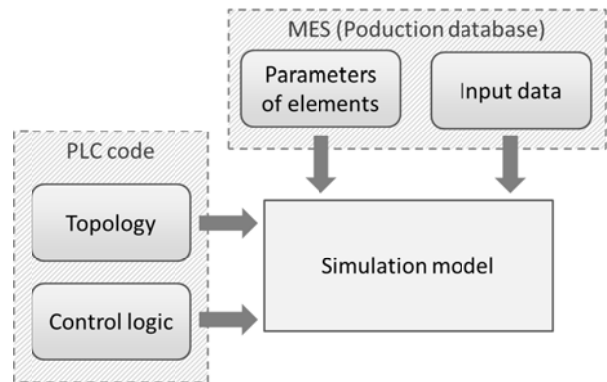 MES (Poduction database)
Parameters
of elements
Input data
PLC code
Topology
Simulation model
Control logic